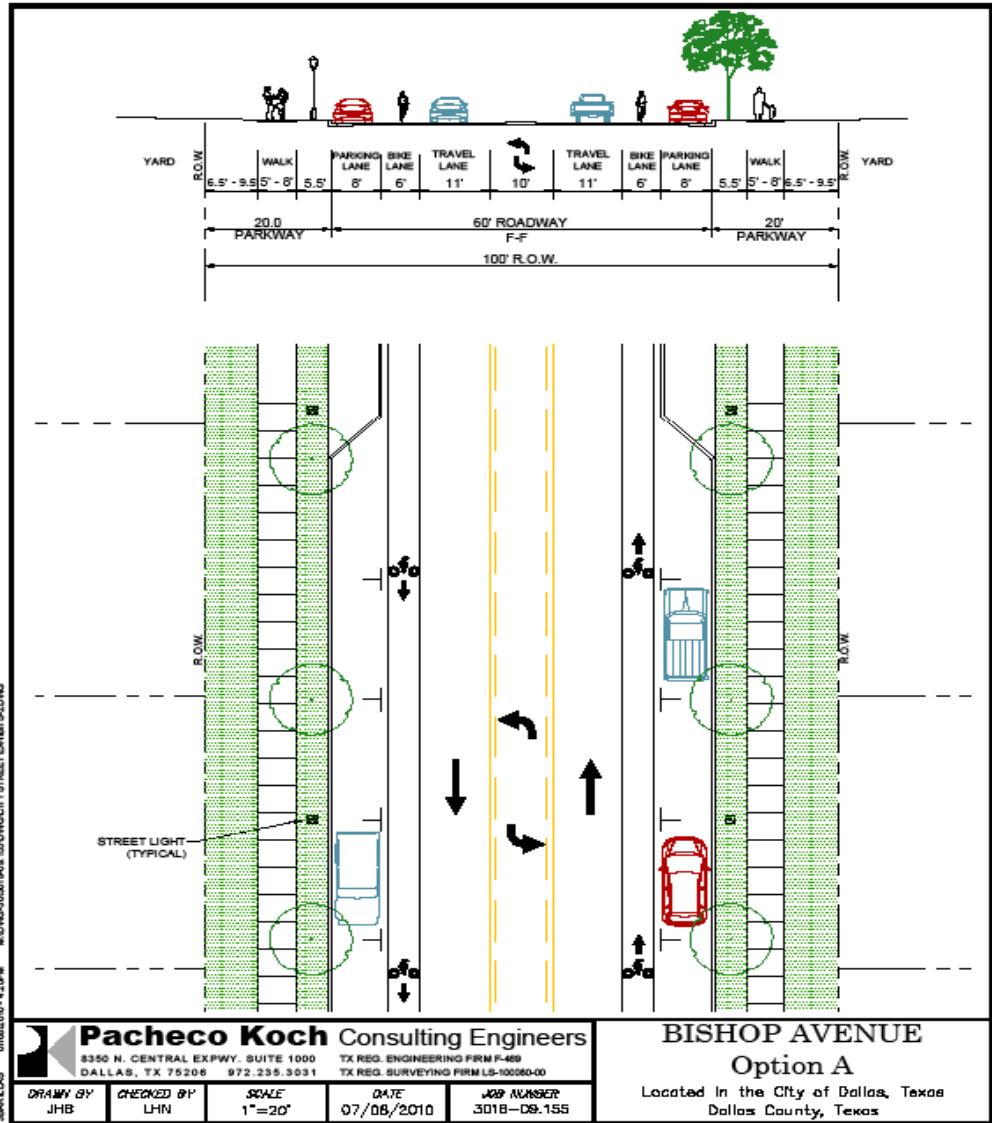 YARD
R.O.W.
6.5' - 9.5'
WALK
5' - 8'
5.5'
PARKING LANE
8'
BIKE LANE
6'
TRAVEL LANE
11'
10'
TRAVEL LANE
11'
BIKE LANE
6'
PARKING LANE
8'
5.5'
WALK
5' - 8'
6.5' - 9.5'
R.O.W.
YARD
20.0 PARKWAY
60' ROADWAY
F-F
20' PARKWAY
100' R.O.W.
R.O.W.
R.O.W.
STREET LIGHT
(TYPICAL)
Pacheco Koch Consulting Engineers
8350 N. CENTRAL EXPWY. SUITE 1000 TX REG. ENGINEERING FIRM F-469
DALLAS, TX 75206 972.235.3031 TX REG. SURVEYING FIRM LS-100080-00
DRAWN BY
JHB
CHECKED BY
LHN
SCALE
1"=20'
DATE
07/08/2010
JOB NUMBER
3018-09.155
BISHOP AVENUE
Option A
Located in the City of Dallas, Texas
Dallas County, Texas